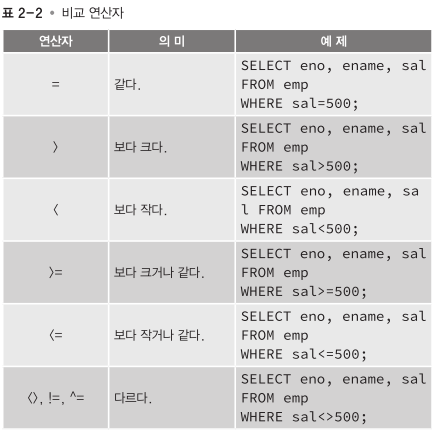 표 2-2 • 비교 연산자
연산자 의 미 예 제
= 같다. SELECT eno, ename, sal
FROM emp
WHERE sal=500;
> 보다 크다. SELECT eno, ename, sal
FROM emp
WHERE sal>500;
< 보다 작다. SELECT eno, ename, sa
l FROM emp
WHERE sal<500;
>= 보다 크거나 같다. SELECT eno, ename, sal
FROM emp
WHERE sal>=500;
<= 보다 작거나 같다. SELECT eno, ename, sal
FROM emp
WHERE sal<=500;
<>, !=, ^= 다르다. SELECT eno, ename, sal
FROM emp
WHERE sal<>500;